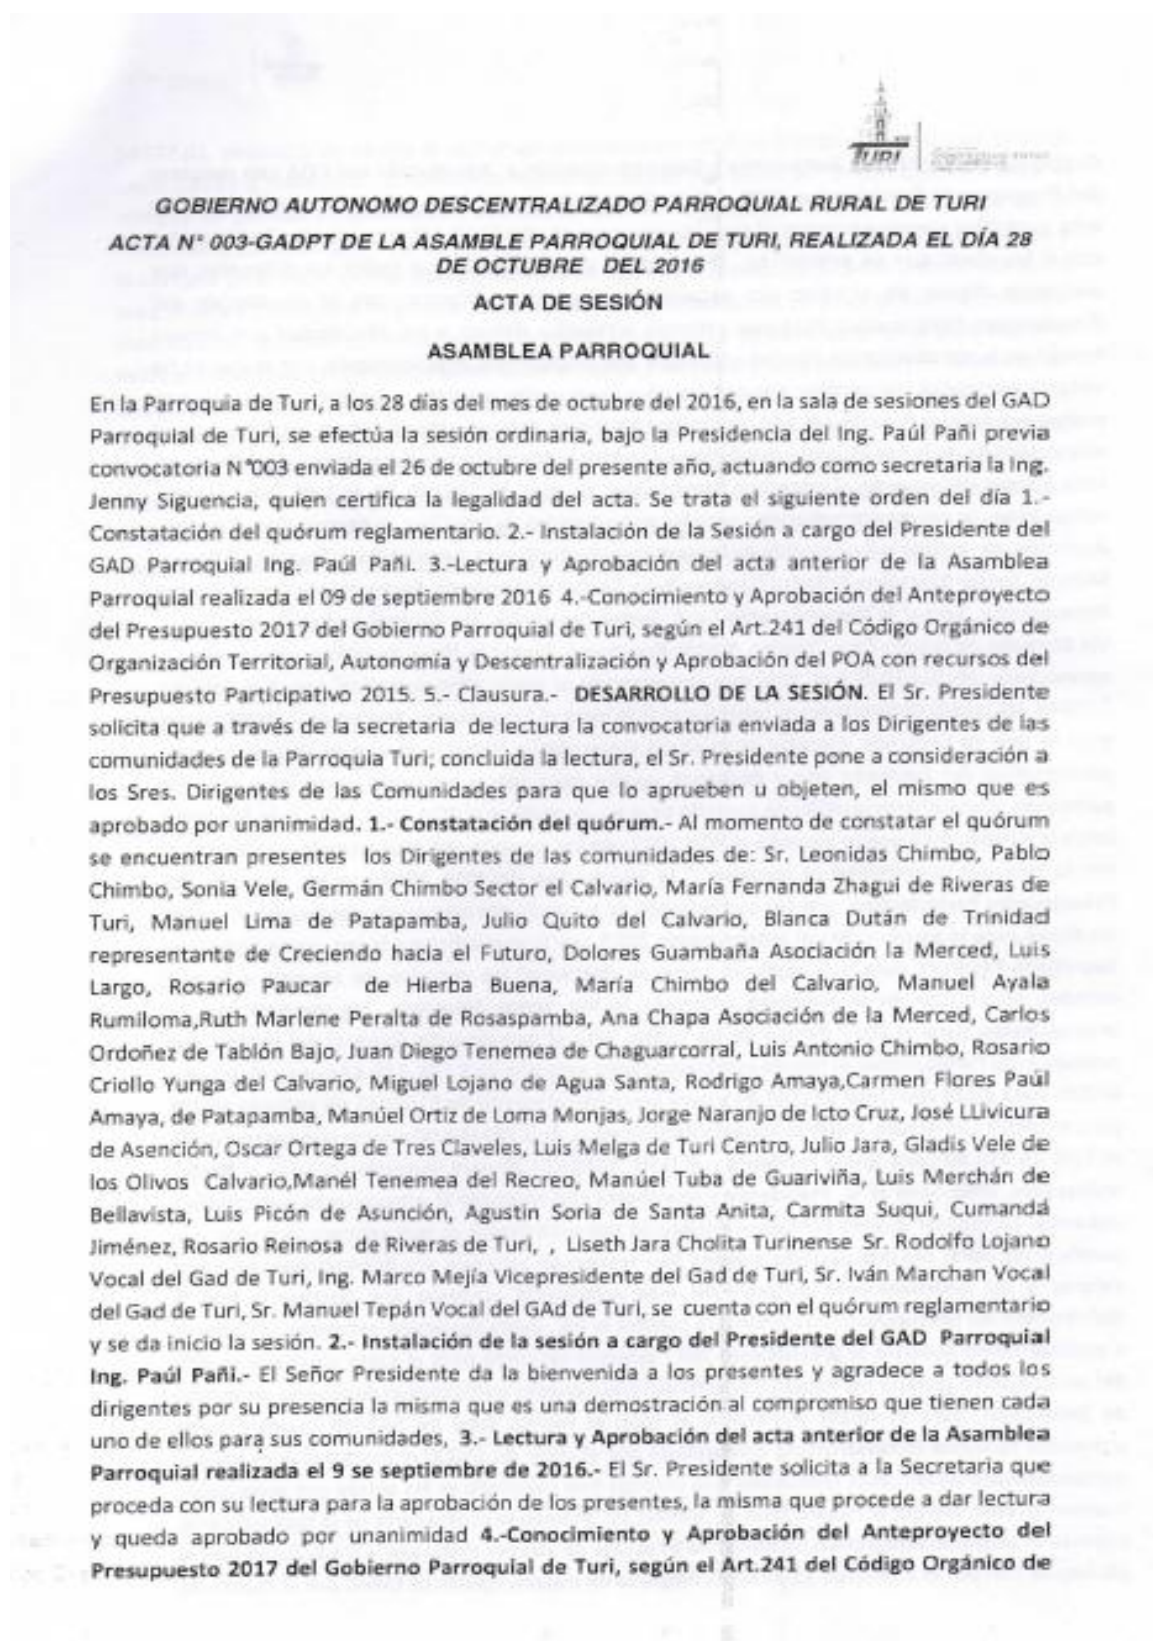 TURI
GOBIERNO AUTONOMO DESCENTRALIZADO PARROQUIAL RURAL DE TURI
ACTA N° 003-GADPT DE LA ASAMBLE PARROQUIAL DE TURI, REALIZADA EL DÍA 28
DE OCTUBRE DEL 2016
ACTA DE SESIÓN
ASAMBLEA PARROQUIAL
En la Parroquia de Turi, a los 28 días del mes de octubre del 2016, en la sala de sesiones del GAD
Parroquial de Turi, se efectúa la sesión ordinaria, bajo la Presidencia del Ing. Paúl Pañi previa
convocatoria N°003 enviada el 26 de octubre del presente año, actuando como secretaria la Ing.
Jenny Siguencia, quien certifica la legalidad del acta. Se trata el siguiente orden del día 1.-
Constatación del quórum reglamentario. 2.- Instalación de la Sesión a cargo del Presidente del
GAD Parroquial Ing. Paúl Pañi. 3.-Lectura y Aprobación del acta anterior de la Asamblea
Parroquial realizada el 09 de septiembre 2016 4.-Conocimiento y Aprobación del Anteproyecto
del Presupuesto 2017 del Gobierno Parroquial de Turi, según el Art.241 del Código Orgánico de
Organización Territorial, Autonomía y Descentralización y Aprobación del POA con recursos del
Presupuesto Participativo 2015. 5.- Clausura.- DESARROLLO DE LA SESIÓN. El Sr. Presidente
solicita que a través de la secretaria de lectura la convocatoria enviada a los Dirigentes de las
comunidades de la Parroquia Turi; concluida la lectura, el Sr. Presidente pone a consideración a
los Sres. Dirigentes de las Comunidades para que lo aprueben u objeten, el mismo que es
aprobado por unanimidad. 1.- Constatación del quórum.- Al momento de constatar el quórum
se encuentran presentes los Dirigentes de las comunidades de: Sr. Leonidas Chimbo, Pablo
Chimbo, Sonia Vele, Germán Chimbo Sector el Calvario, María Fernanda Zhagui de Riveras de
Turi, Manuel Lima de Patapamba, Julio Quito del Calvario, Blanca Dután de Trinidad
representante de Creciendo hacia el Futuro, Dolores Guambaña Asociación la Merced, Luis
Largo, Rosario Paucar de Hierba Buena, María Chimbo del Calvario, Manuel Ayala
Rumiloma,Ruth Marlene Peralta de Rosaspamba, Ana Chapa Asociación de la Merced, Carlos
Ordoñez de Tablón Bajo, Juan Diego Tenemea de Chaguarcorral, Luis Antonio Chimbo, Rosario
Criollo Yunga del Calvario, Miguel Lojano de Agua Santa, Rodrigo Amaya,Carmen Flores Paúl
Amaya, de Patapamba, Manúel Ortiz de Loma Monjas, Jorge Naranjo de Icto Cruz, José LLivicura
de Asención, Oscar Ortega de Tres Claveles, Luis Melga de Turi Centro, Julio Jara, Gladis Vele de
los Olivos Calvario,Manél Tenemea del Recreo, Manúel Tuba de Guariviña, Luis Merchán de
Bellavista, Luis Picón de Asunción, Agustin Soria de Santa Anita, Carmita Suqui, Cumandá
Jiménez, Rosario Reinosa de Riveras de Turi, , Liseth Jara Cholita Turinense Sr. Rodolfo Lojano
Vocal del Gad de Turi, Ing. Marco Mejía Vicepresidente del Gad de Turi, Sr. Iván Marchan Vocal
del Gad de Turi, Sr. Manuel Tepán Vocal del GAd de Turi, se cuenta con el quórum reglamentario
y se da inicio la sesión. 2.- Instalación de la sesión a cargo del Presidente del GAD Parroquial
Ing. Paúl Pañi.- El Señor Presidente da la bienvenida a los presentes y agradece a todos los
dirigentes por su presencia la misma que es una demostración al compromiso que tienen cada
uno de ellos para sus comunidades, 3.- Lectura y Aprobación del acta anterior de la Asamblea
Parroquial realizada el 9 se septiembre de 2016.- El Sr. Presidente solicita a la Secretaria que
proceda con su lectura para la aprobación de los presentes, la misma que procede a dar lectura
y queda aprobado por unanimidad 4.-Conocimiento y Aprobación del Anteproyecto del
Presupuesto 2017 del Gobierno Parroquial de Turi, según el Art.241 del Código Orgánico de